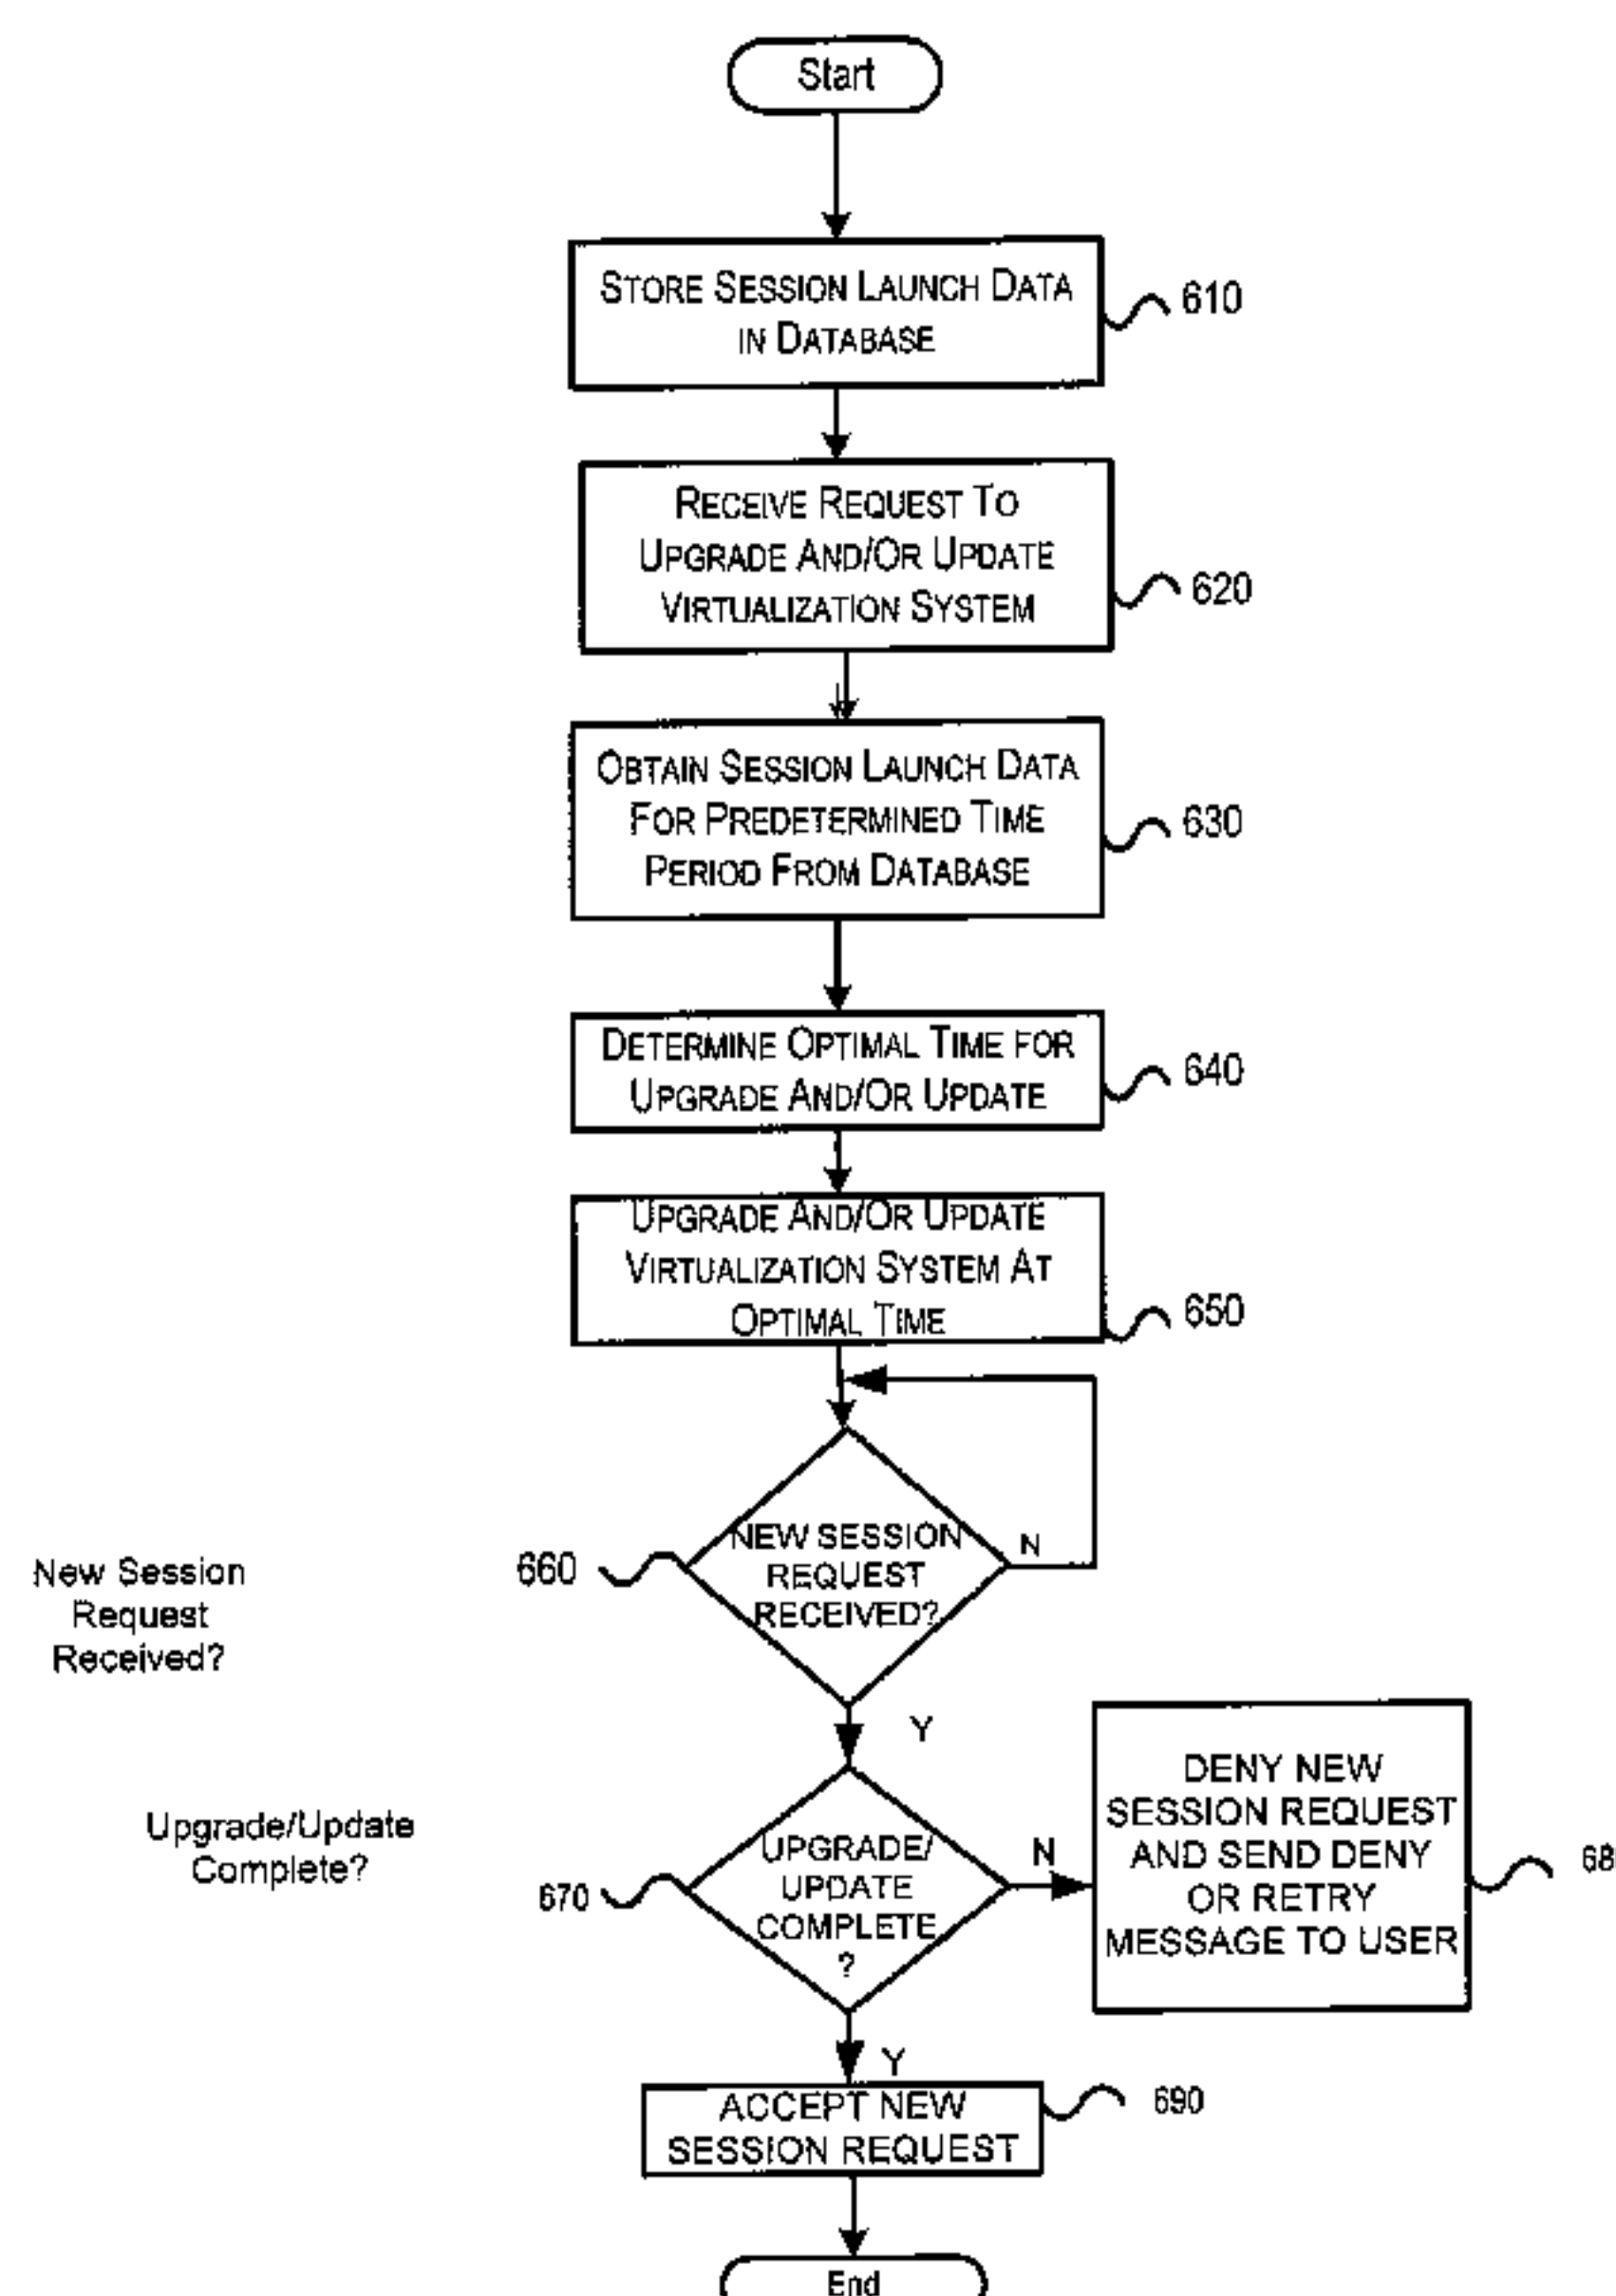 Start
STORE SESSION LAUNCH DATA
IN DATABASE
610
RECEIVE REQUEST TO
UPGRADE AND/OR UPDATE
VIRTUALIZATION SYSTEM
620
OBTAIN SESSION LAUNCH DATA
FOR PREDETERMINED TIME
PERIOD FROM DATABASE
630
DETERMINE OPTIMAL TIME FOR
UPGRADE AND/OR UPDATE
640
UPGRADE AND/OR UPDATE
VIRTUALIZATION SYSTEM AT
OPTIMAL TIME
650
New Session
Request
Received?
660
NEW SESSION
REQUEST
RECEIVED?
N
Y
Upgrade/Update
Complete?
670
UPGRADE/
UPDATE
COMPLETE
?
N
DENY NEW
SESSION REQUEST
AND SEND DENY
OR RETRY
MESSAGE TO USER
68
Y
ACCEPT NEW
SESSION REQUEST
690
End